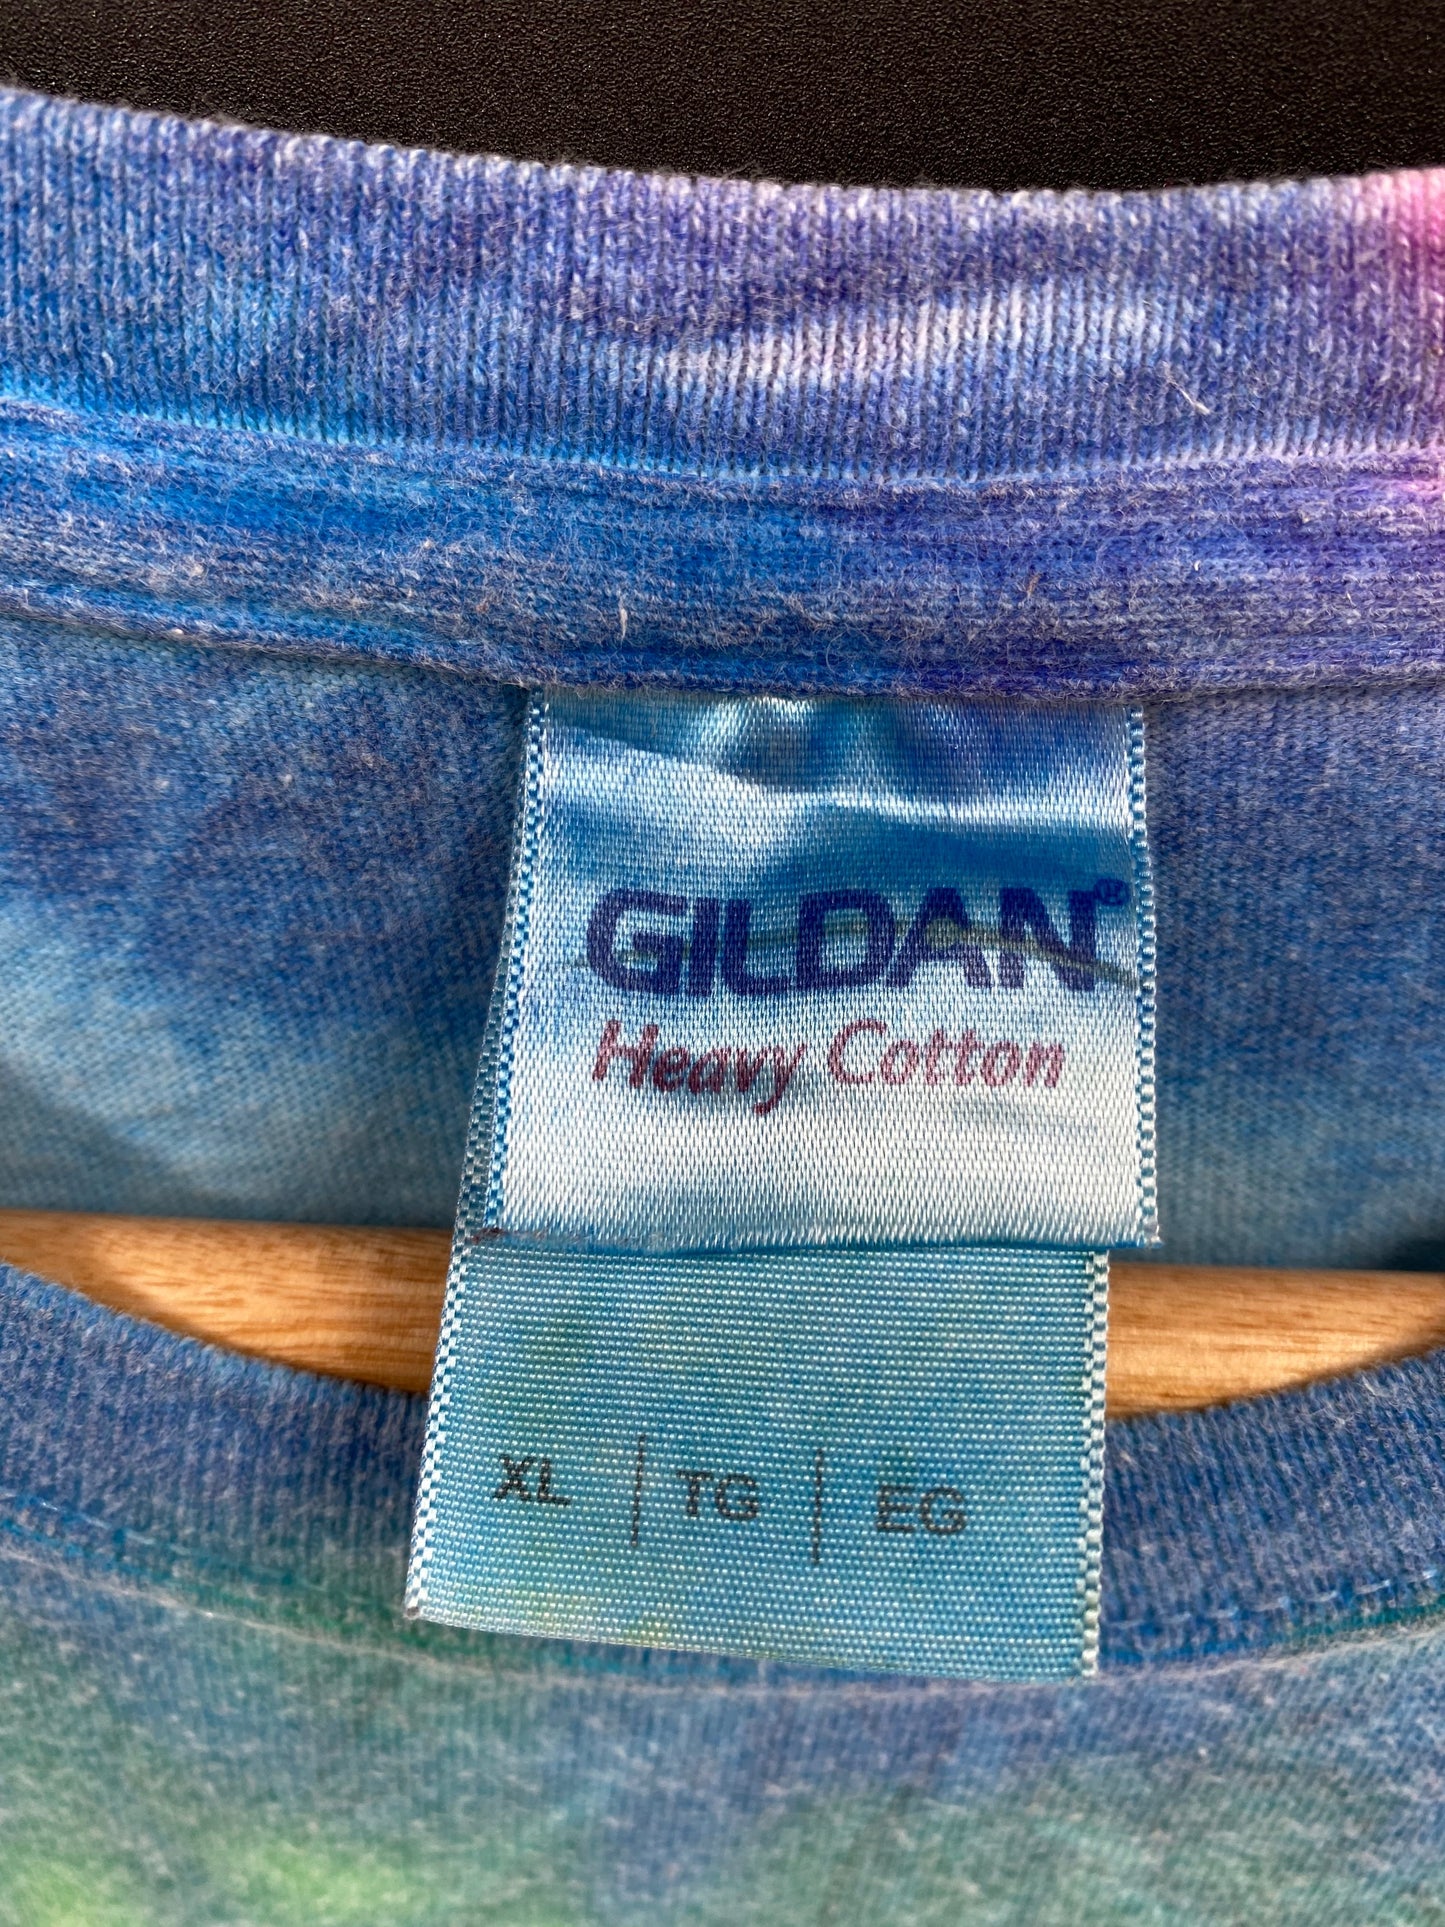 GILDAN®
Heavy Cotton
XL | TG | EG